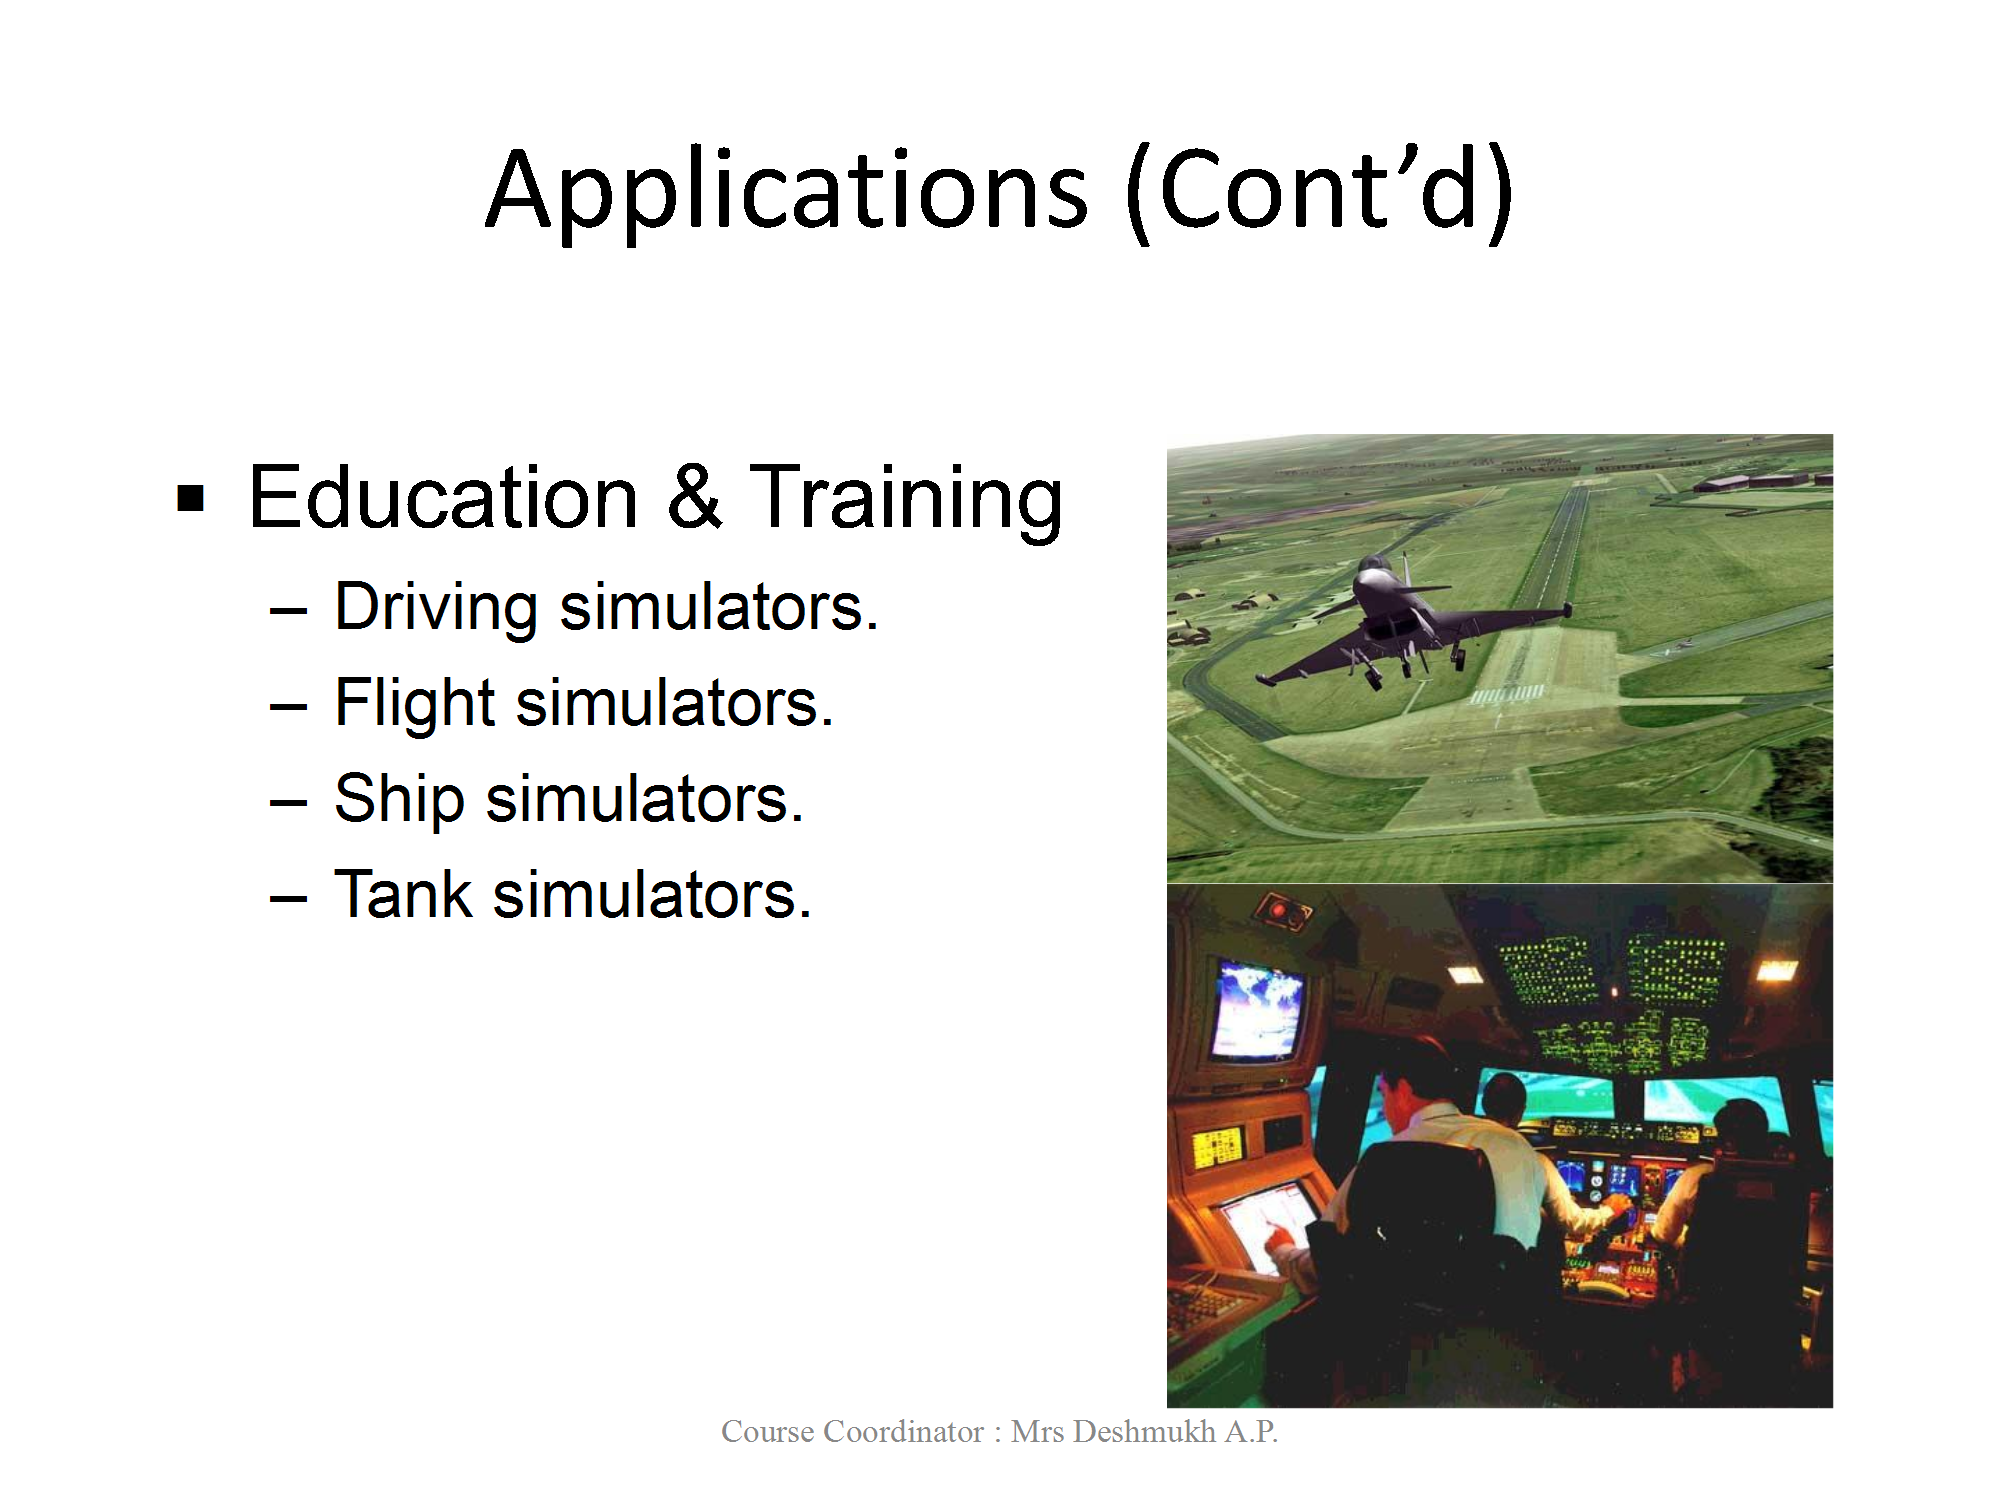 Applications (Cont’d)
▪ Education & Training
– Driving simulators.
– Flight simulators.
– Ship simulators.
– Tank simulators.
Course Coordinator : Mrs Deshmukh A.P.